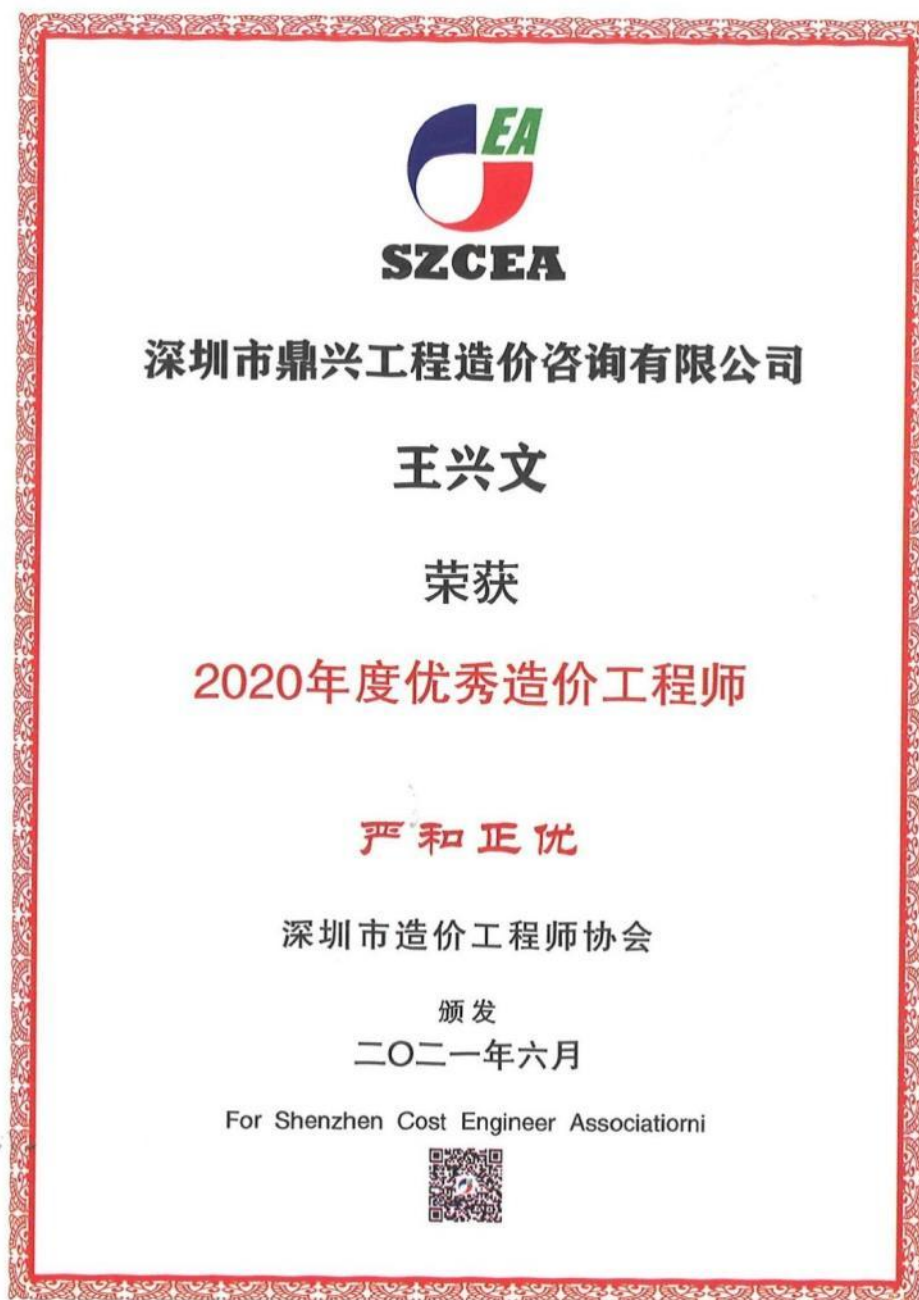 EA
SZCEA
深圳市鼎兴工程造价咨询有限公司
王兴文
荣获
2020年度优秀造价工程师
严和正优
深圳市造价工程师协会
颁发
二〇二一年六月
For Shenzhen Cost Engineer Associatiorni